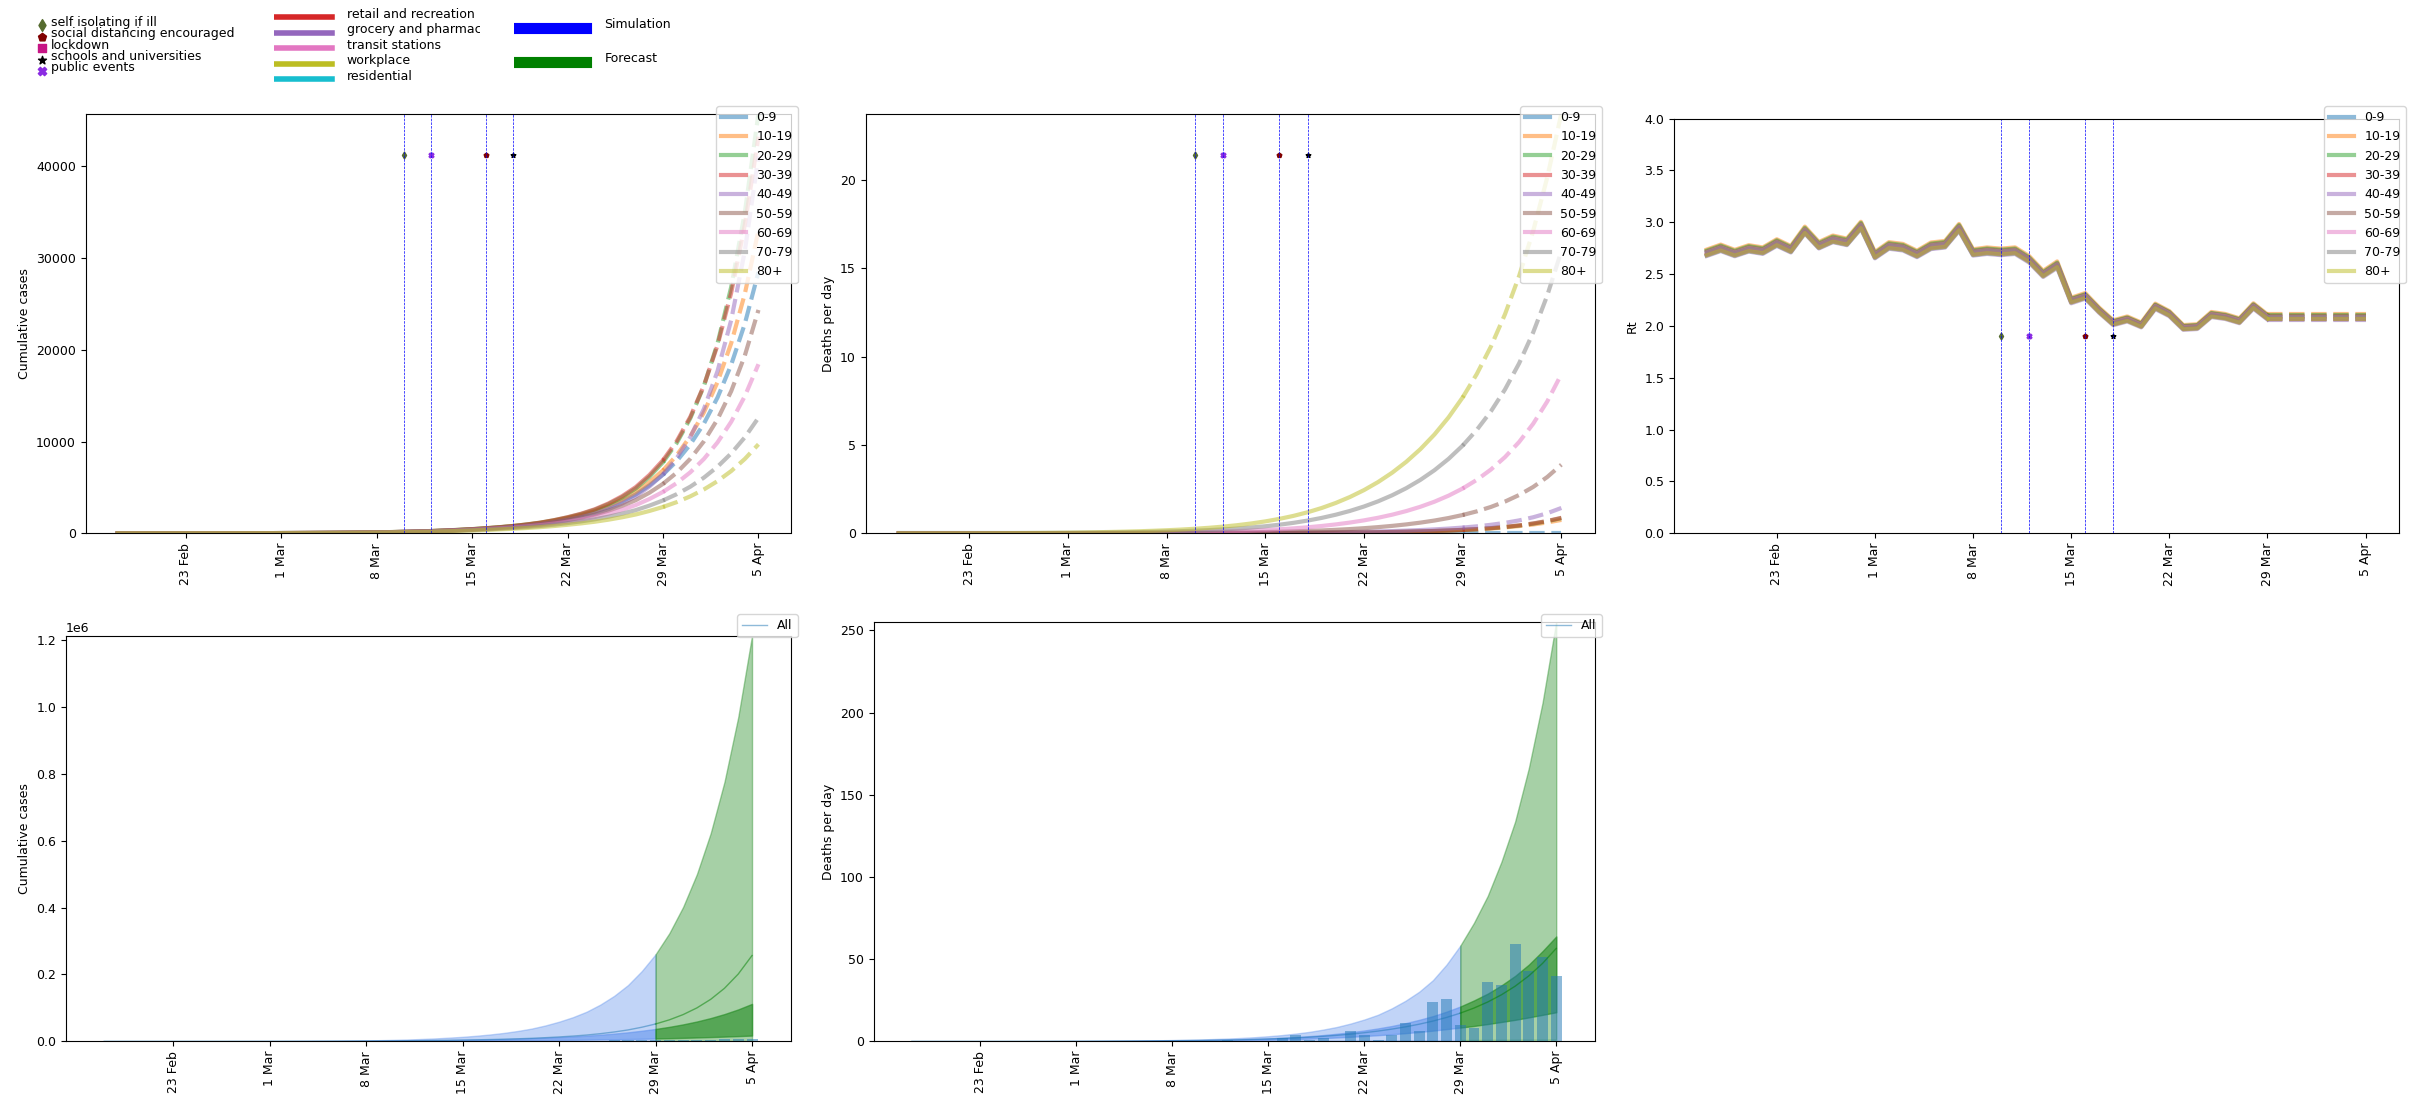 self isolating if ill
social distancing encouraged
lockdown
schools and universities
public events
retail and recreation
grocery and pharmac
transit stations
workplace
residential
Simulation
Forecast
Cumulative cases
40000
30000
20000
10000
0
23 Feb
1 Mar
8 Mar
15 Mar
22 Mar
29 Mar
5 Apr
0-9
10-19
20-29
30-39
40-49
50-59
60-69
70-79
80+
Deaths per day
20
15
10
5
0
23 Feb
1 Mar
8 Mar
15 Mar
22 Mar
29 Mar
5 Apr
0-9
10-19
20-29
30-39
40-49
50-59
60-69
70-79
80+
Rt
4.0
3.5
3.0
2.5
2.0
1.5
1.0
0.5
0.0
23 Feb
1 Mar
8 Mar
15 Mar
22 Mar
29 Mar
5 Apr
0-9
10-19
20-29
30-39
40-49
50-59
60-69
70-79
80+
1e6
Cumulative cases
1.2
1.0
0.8
0.6
0.4
0.2
0.0
23 Feb
1 Mar
8 Mar
15 Mar
22 Mar
29 Mar
5 Apr
All
Deaths per day
250
200
150
100
50
0
23 Feb
1 Mar
8 Mar
15 Mar
22 Mar
29 Mar
5 Apr
All